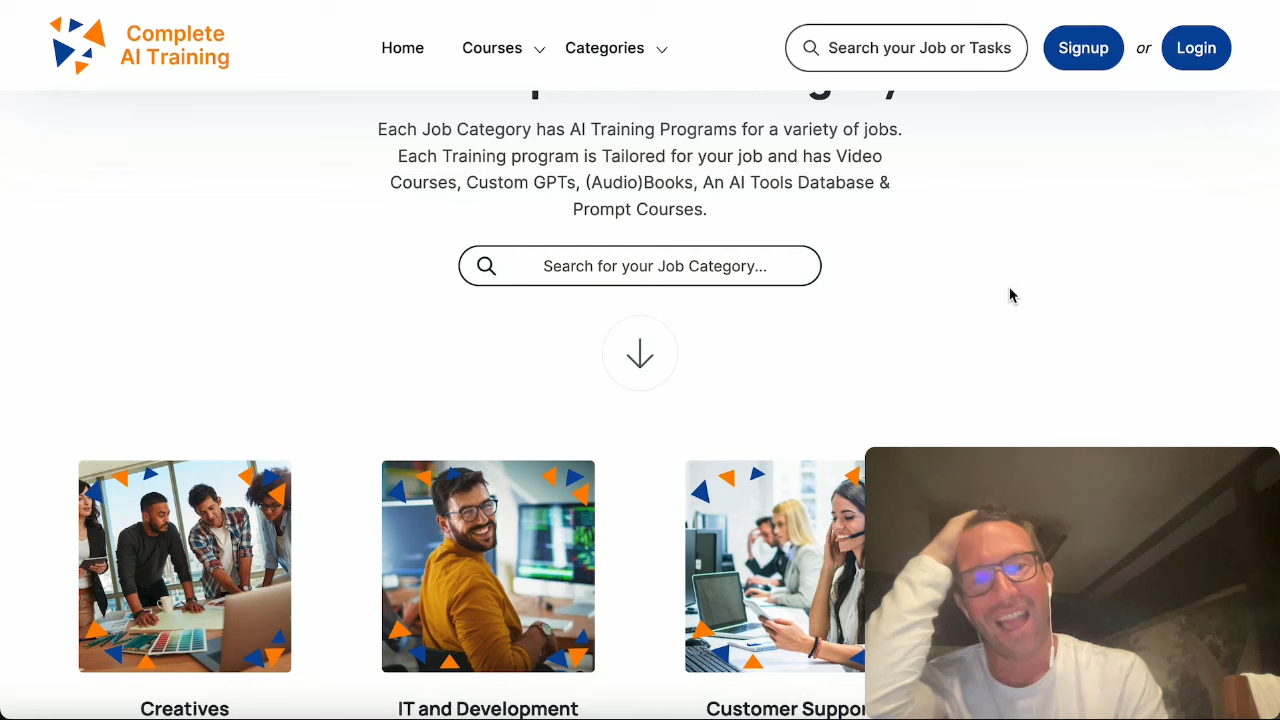 Complete
AI Training
Home
Courses
Categories
Search your Job or Tasks
Signup
or
Login
Each Job Category has AI Training Programs for a variety of jobs.
Each Training program is Tailored for your job and has Video
Courses, Custom GPTs, (Audio)Books, An AI Tools Database &
Prompt Courses.
Search for your Job Category...
Creatives
IT and Development
Customer Suppor